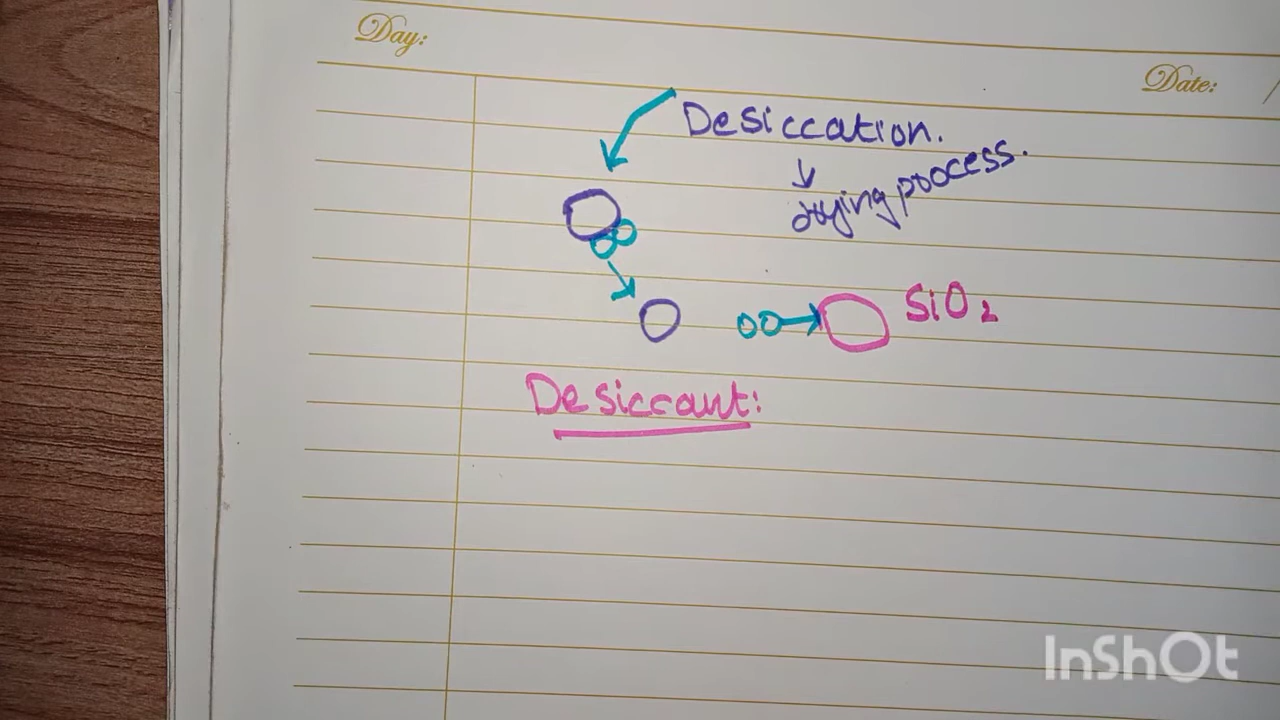 Day:
Date: /
Desiccation.
↓
drying process.
SiO2
Desiccant:
InShOt